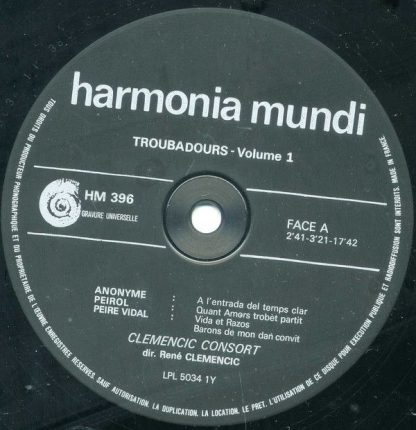 harmonia mundi
TROUBADOURS - Volume 1
HM 396
GRAVURE UNIVERSELLE
FACE A
2'41-3'21-17'42
ANONYME : A l'entrada del temps clar
PEIROL : Quant Amors trobèt partit
PEIRE VIDAL : Vida et Razos
Barons de mon dan convit
CLEMENCIC CONSORT
dir. René CLEMENCIC
LPL 5034 1Y
TOUS DROITS DU PRODUCTEUR PHONOGRAPHIQUE ET DU PROPRIETAIRE DE L'ŒUVRE ENREGISTREE RESERVES. SAUF AUTORISATION, LA DUPLICATION, LA LOCATION, LE PRET, L'UTILISATION DE CE DISQUE POUR EXECUTION PUBLIQUE ET RADIODIFFUSION SONT INTERDITS. MADE IN FRANCE.